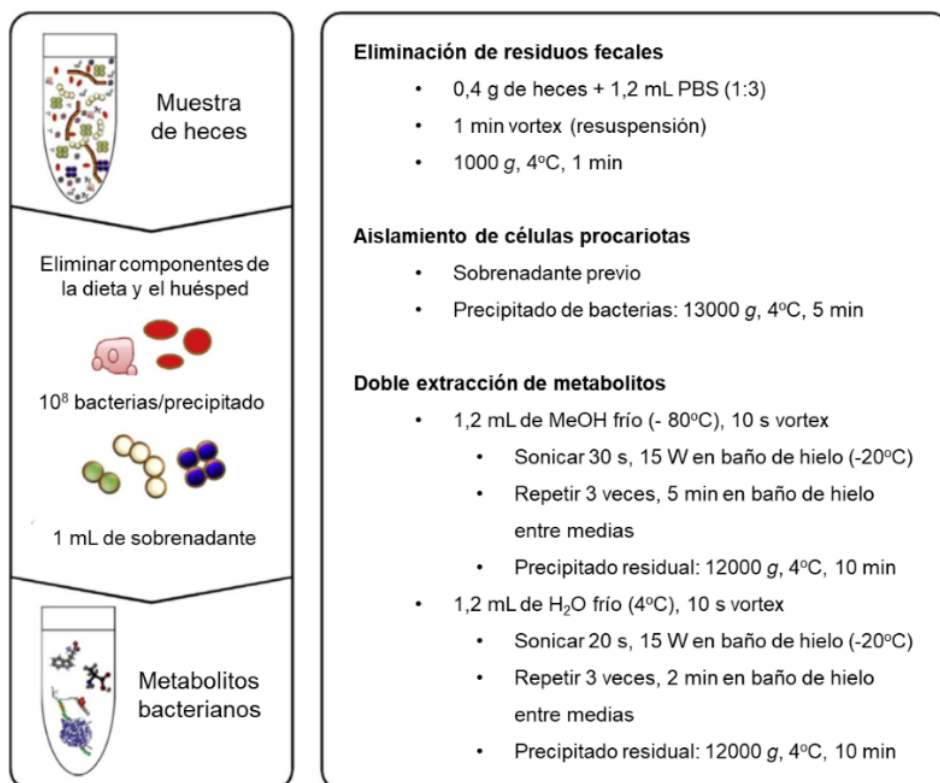 Muestra
de heces
Eliminar componentes de
la dieta y el huésped
10⁸ bacterias/precipitado
1 mL de sobrenadante
Metabolitos
bacterianos
Eliminación de residuos fecales
• 0,4 g de heces + 1,2 mL PBS (1:3)
• 1 min vortex (resuspensión)
• 1000 g, 4ºC, 1 min
Aislamiento de células procariotas
• Sobrenadante previo
• Precipitado de bacterias: 13000 g, 4ºC, 5 min
Doble extracción de metabolitos
• 1,2 mL de MeOH frío (- 80ºC), 10 s vortex
• Sonicar 30 s, 15 W en baño de hielo (-20ºC)
• Repetir 3 veces, 5 min en baño de hielo
entre medias
• Precipitado residual: 12000 g, 4ºC, 10 min
• 1,2 mL de H₂O frío (4ºC), 10 s vortex
• Sonicar 20 s, 15 W en baño de hielo (-20ºC)
• Repetir 3 veces, 2 min en baño de hielo
entre medias
• Precipitado residual: 12000 g, 4ºC, 10 min